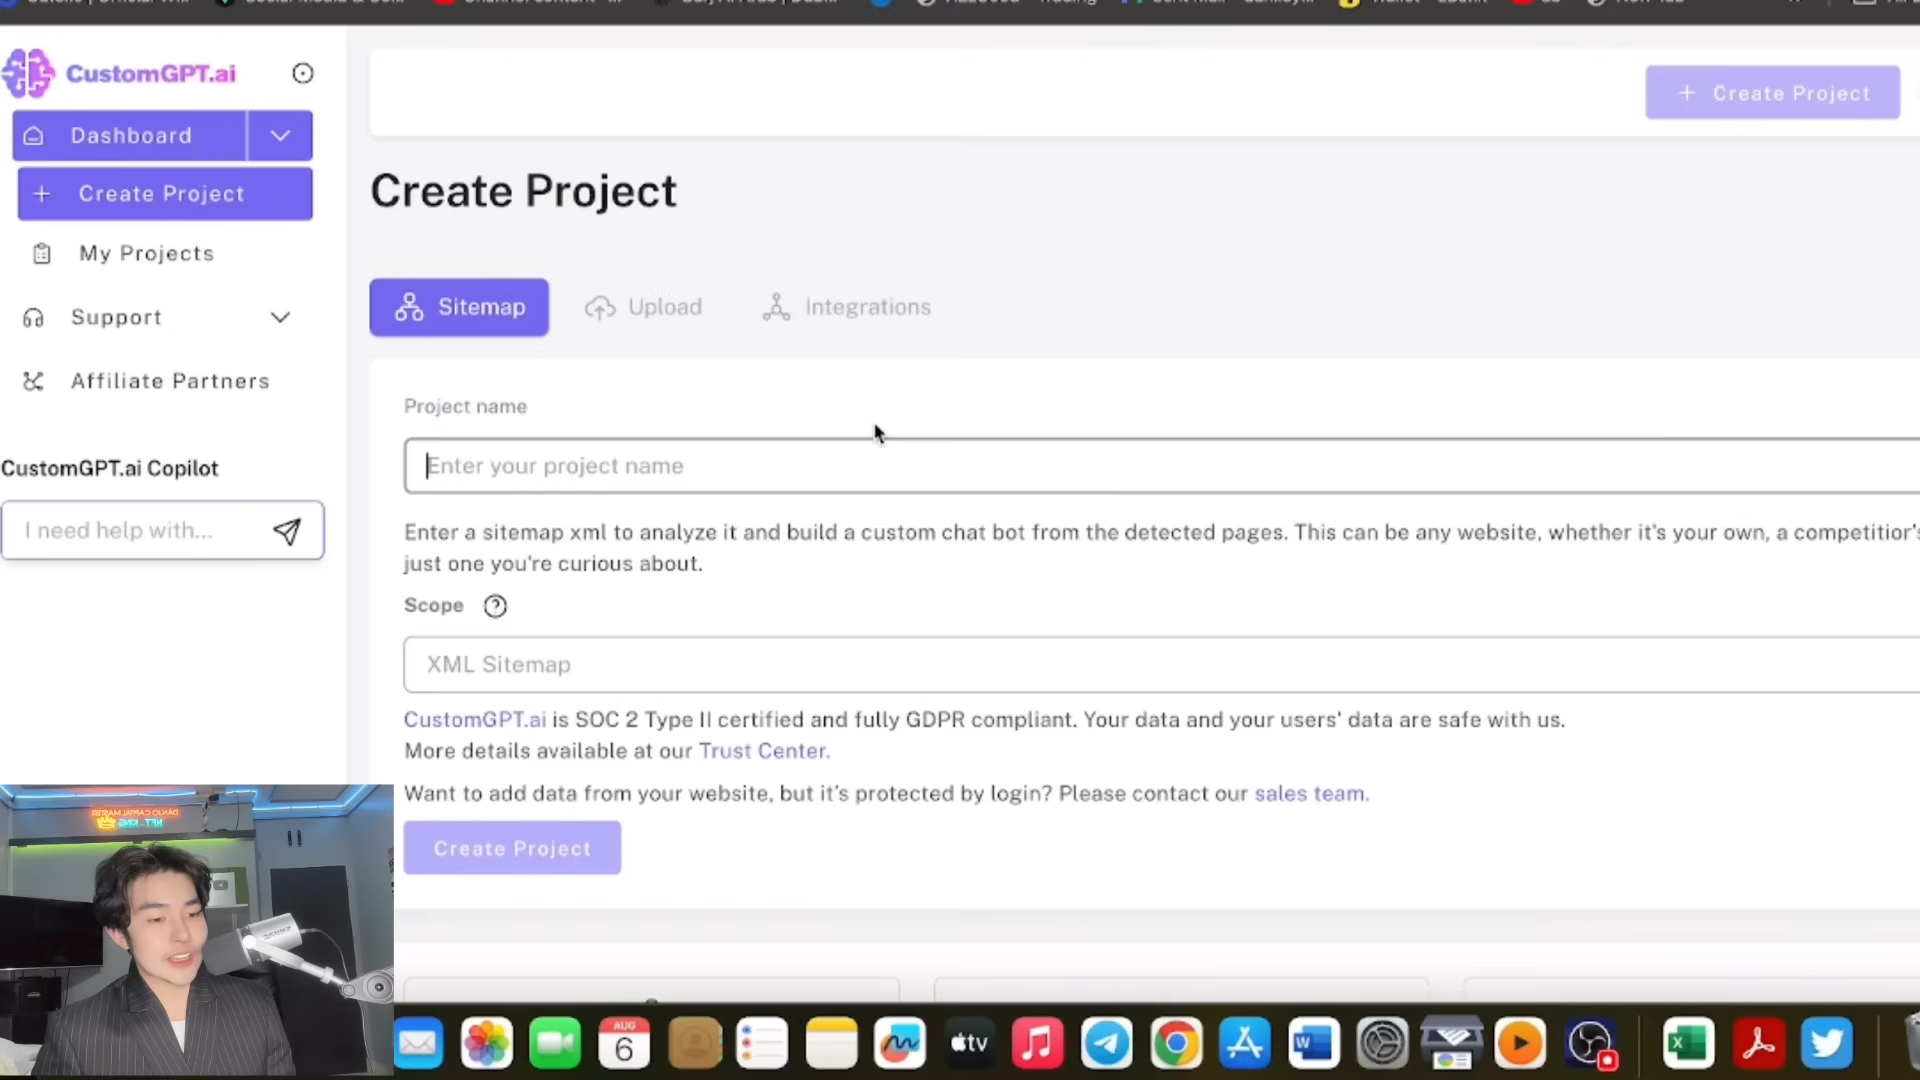 CustomGPT.ai
+ Create Project
Dashboard
+ Create Project
My Projects
Support
Affiliate Partners
CustomGPT.ai Copilot
I need help with...
Create Project
Sitemap
Upload
Integrations
Project name
Enter your project name
Enter a sitemap xml to analyze it and build a custom chat bot from the detected pages. This can be any website, whether it's your own, a competitior's
just one you're curious about.
Scope ?
XML Sitemap
CustomGPT.ai is SOC 2 Type II certified and fully GDPR compliant. Your data and your users' data are safe with us.
More details available at our Trust Center.
Want to add data from your website, but it's protected by login? Please contact our sales team.
Create Project
AUG
6
tv
W
X